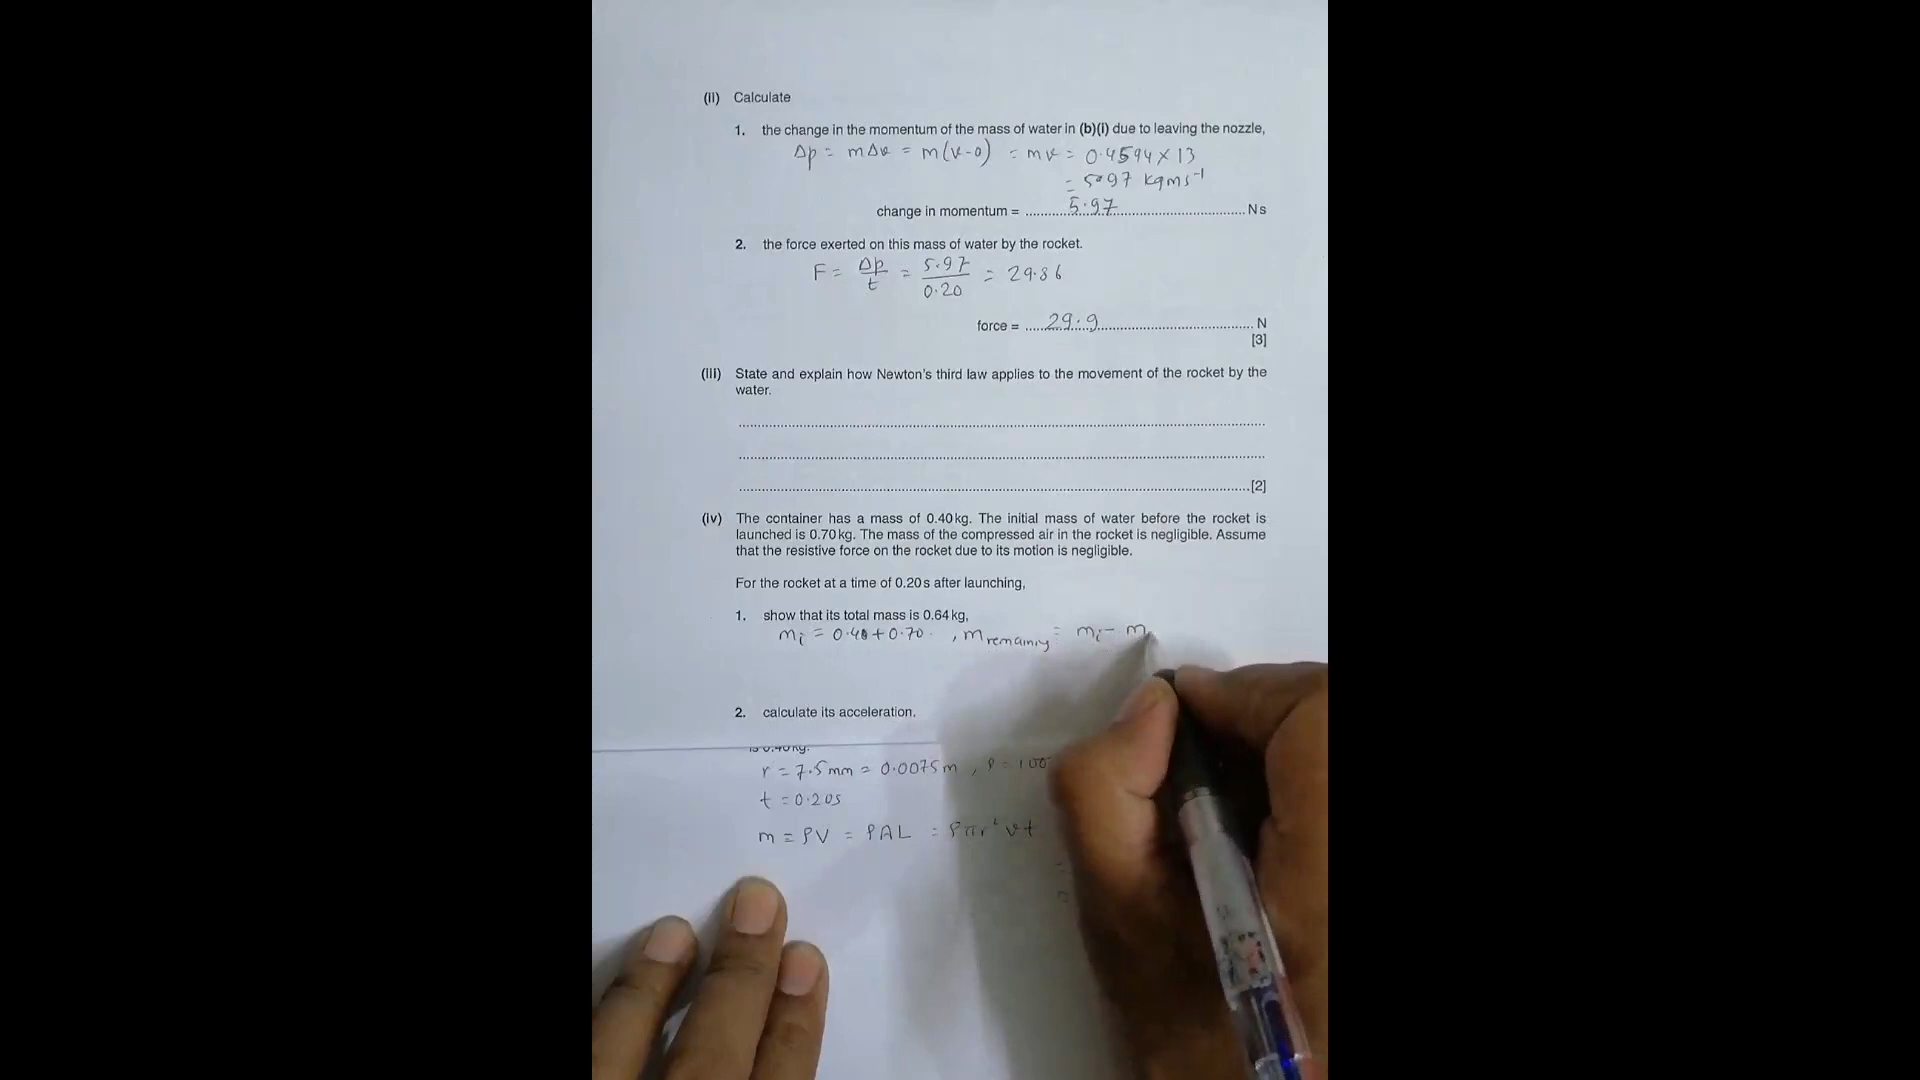 (ii) Calculate
1. the change in the momentum of the mass of water in (b)(i) due to leaving the nozzle,
Δp = mΔv = m(v-0) = mv = 0.4594 × 13
= 5.97 kgms⁻¹
change in momentum = 5.97 Ns
2. the force exerted on this mass of water by the rocket.
F = Δp/t = 5.97/0.20 = 29.86
force = 29.9 N
[3]
(iii) State and explain how Newton's third law applies to the movement of the rocket by the
water.
[2]
(iv) The container has a mass of 0.40 kg. The initial mass of water before the rocket is
launched is 0.70 kg. The mass of the compressed air in the rocket is negligible. Assume
that the resistive force on the rocket due to its motion is negligible.
For the rocket at a time of 0.20 s after launching,
1. show that its total mass is 0.64 kg,
mi = 0.40 + 0.70 , m remaining = mi - m
2. calculate its acceleration.
is 0.40 kg.
r = 7.5mm = 0.0075m , ρ = 100
t = 0.20s
m = ρV = ρAL = ρπr²vt